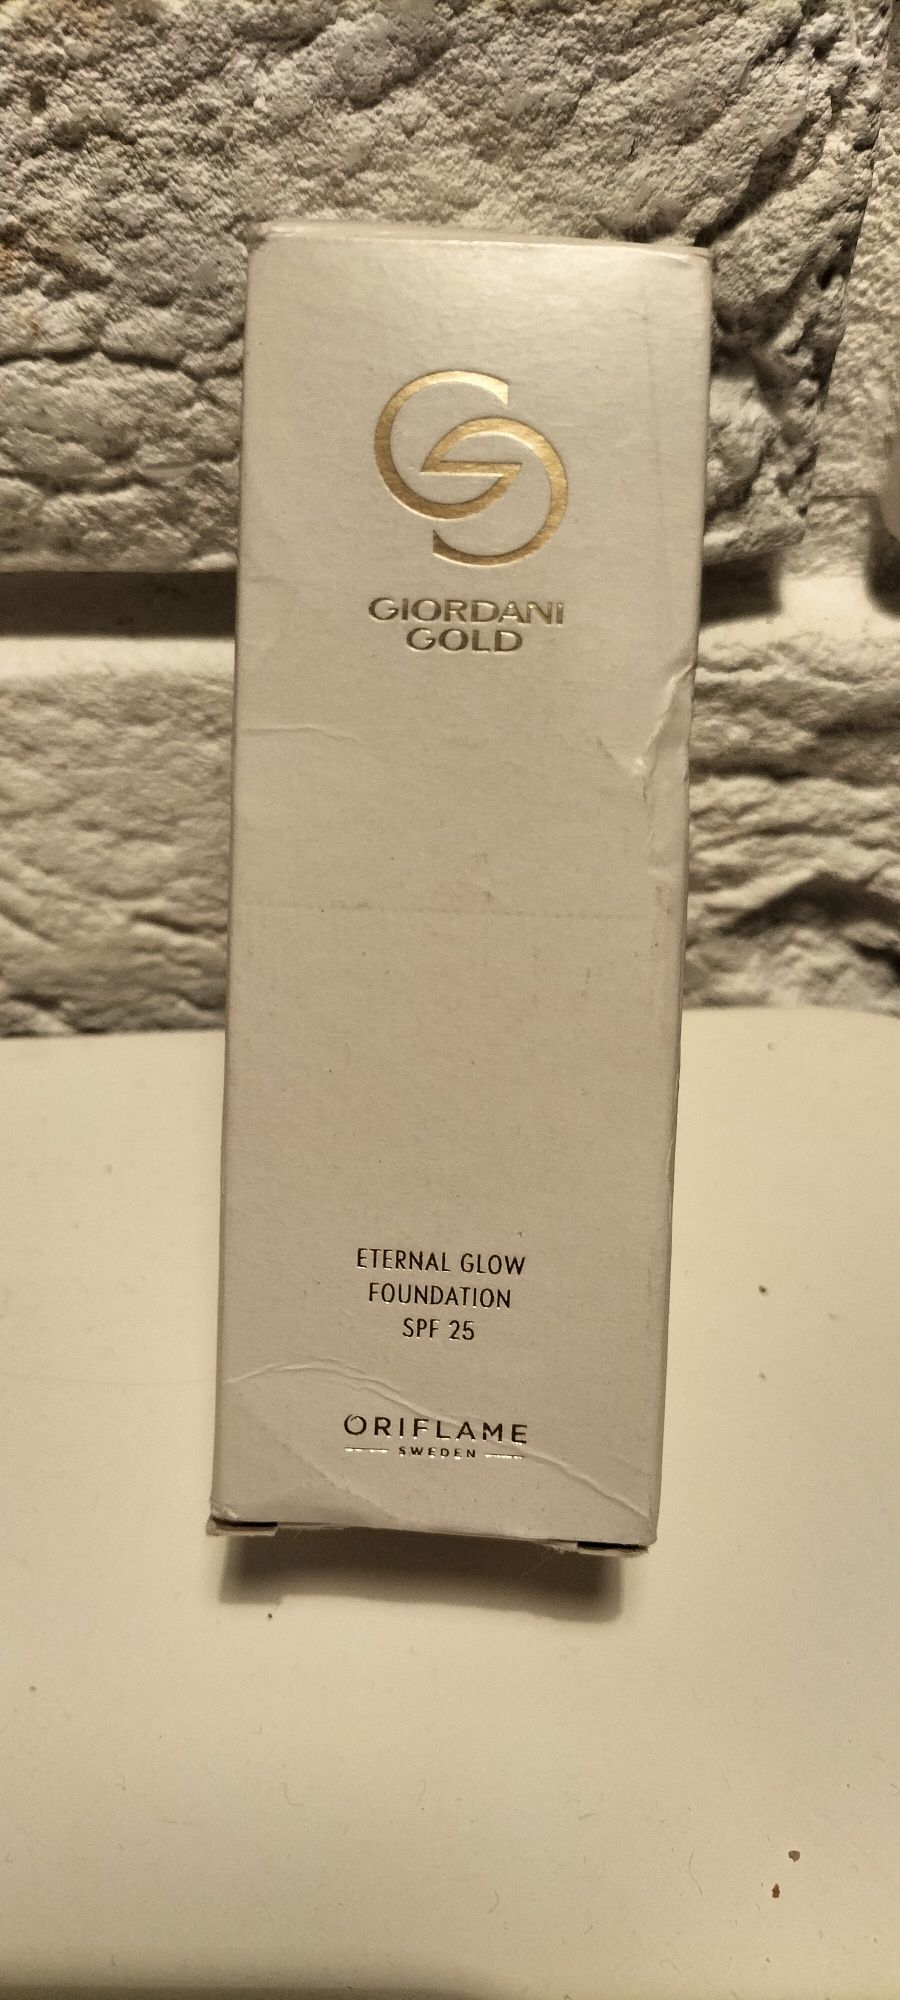 GIORDANI
GOLD
ETERNAL GLOW
FOUNDATION
SPF 25
ORIFLAME
SWEDEN